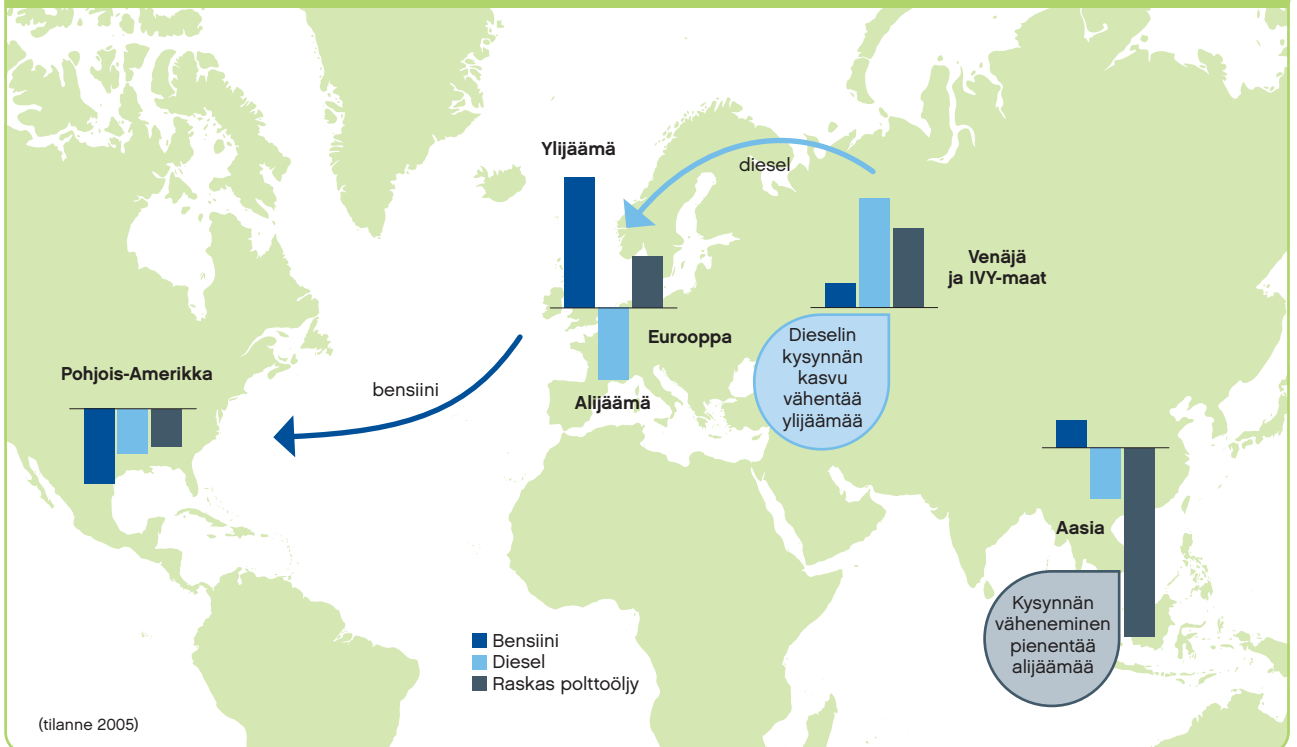 Ylijäämä
diesel
Venäjä
ja IVY-maat
Eurooppa
Dieselin
kysynnän
kasvu
vähentää
ylijäämää
Pohjois-Amerikka
bensiini
Alijäämä
Aasia
Kysynnän
väheneminen
pienentää
alijäämää
Bensiini
Diesel
Raskas polttoöljy
(tilanne 2005)